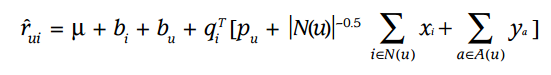 r̂ᵤᵢ = μ + bᵢ + bᵤ + qᵢᵀ[pᵤ + |N(u)|⁻⁰·⁵ ∑_{i∈N(u)} xᵢ + ∑_{a∈A(u)} yₐ]